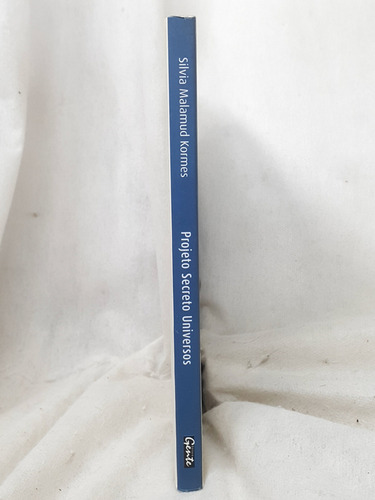 Silvia Malamud Kormes
Projeto Secreto Universos
Gente